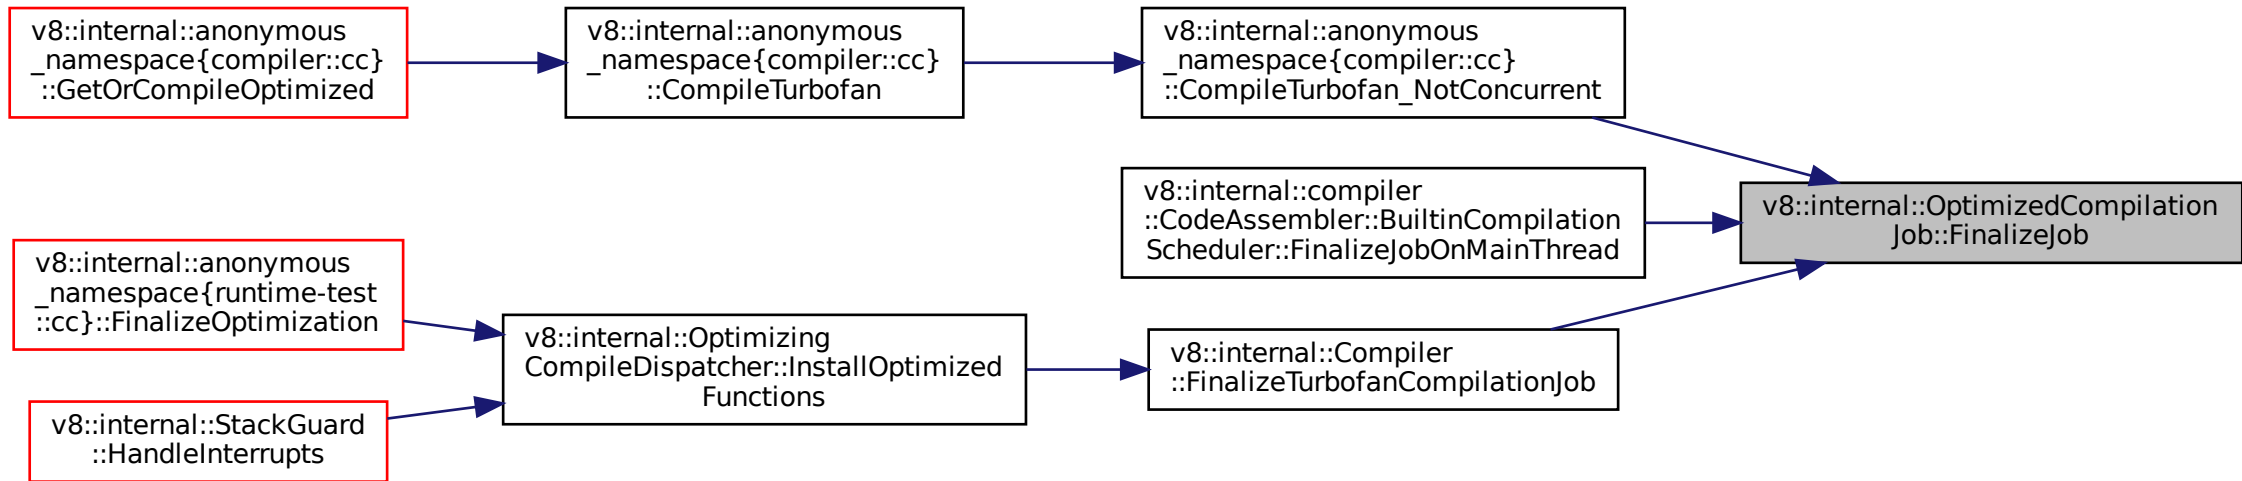 v8::internal::anonymous
_namespace{compiler::cc}
::GetOrCompileOptimized
v8::internal::anonymous
_namespace{compiler::cc}
::CompileTurbofan
v8::internal::anonymous
_namespace{compiler::cc}
::CompileTurbofan_NotConcurrent
v8::internal::compiler
::CodeAssembler::BuiltinCompilation
Scheduler::FinalizeJobOnMainThread
v8::internal::OptimizedCompilation
Job::FinalizeJob
v8::internal::anonymous
_namespace{runtime-test
::cc}::FinalizeOptimization
v8::internal::Optimizing
CompileDispatcher::InstallOptimized
Functions
v8::internal::Compiler
::FinalizeTurbofanCompilationJob
v8::internal::StackGuard
::HandleInterrupts